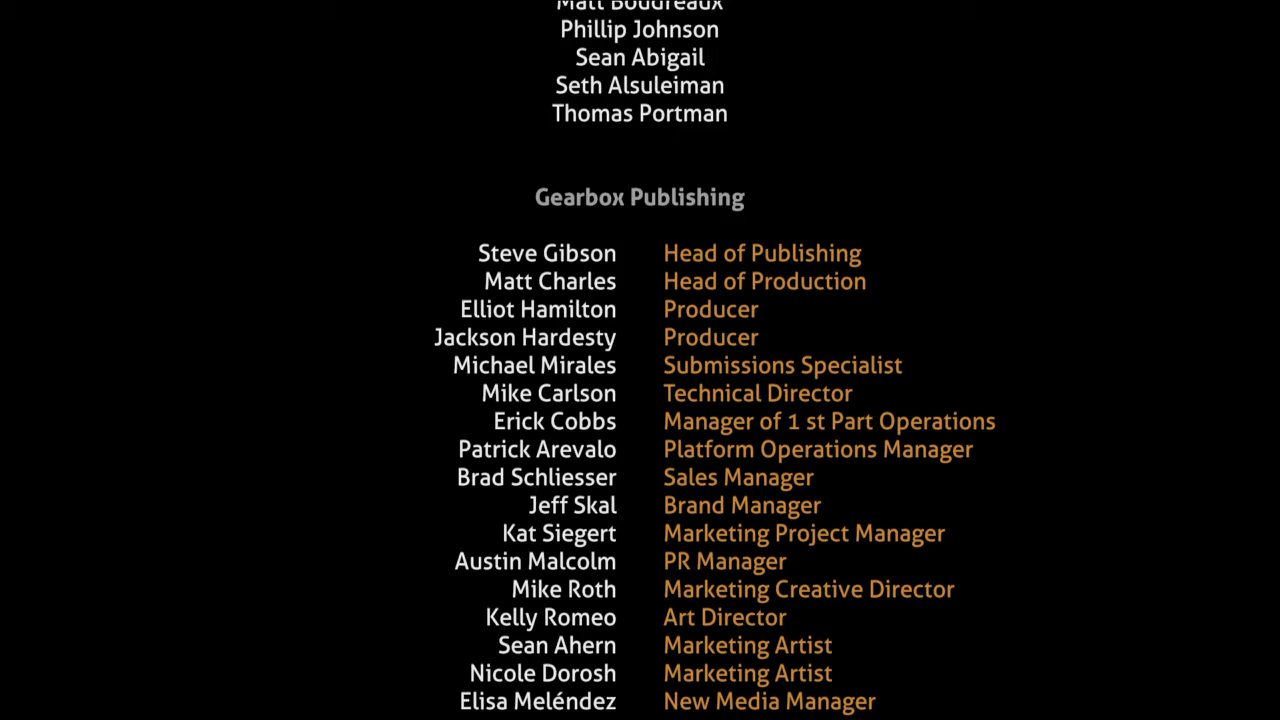 Matt Boudreaux
Phillip Johnson
Sean Abigail
Seth Alsuleiman
Thomas Portman
Gearbox Publishing
Steve Gibson Head of Publishing
Matt Charles Head of Production
Elliot Hamilton Producer
Jackson Hardesty Producer
Michael Mirales Submissions Specialist
Mike Carlson Technical Director
Erick Cobbs Manager of 1 st Part Operations
Patrick Arevalo Platform Operations Manager
Brad Schliesser Sales Manager
Jeff Skal Brand Manager
Kat Siegert Marketing Project Manager
Austin Malcolm PR Manager
Mike Roth Marketing Creative Director
Kelly Romeo Art Director
Sean Ahern Marketing Artist
Nicole Dorosh Marketing Artist
Elisa Meléndez New Media Manager